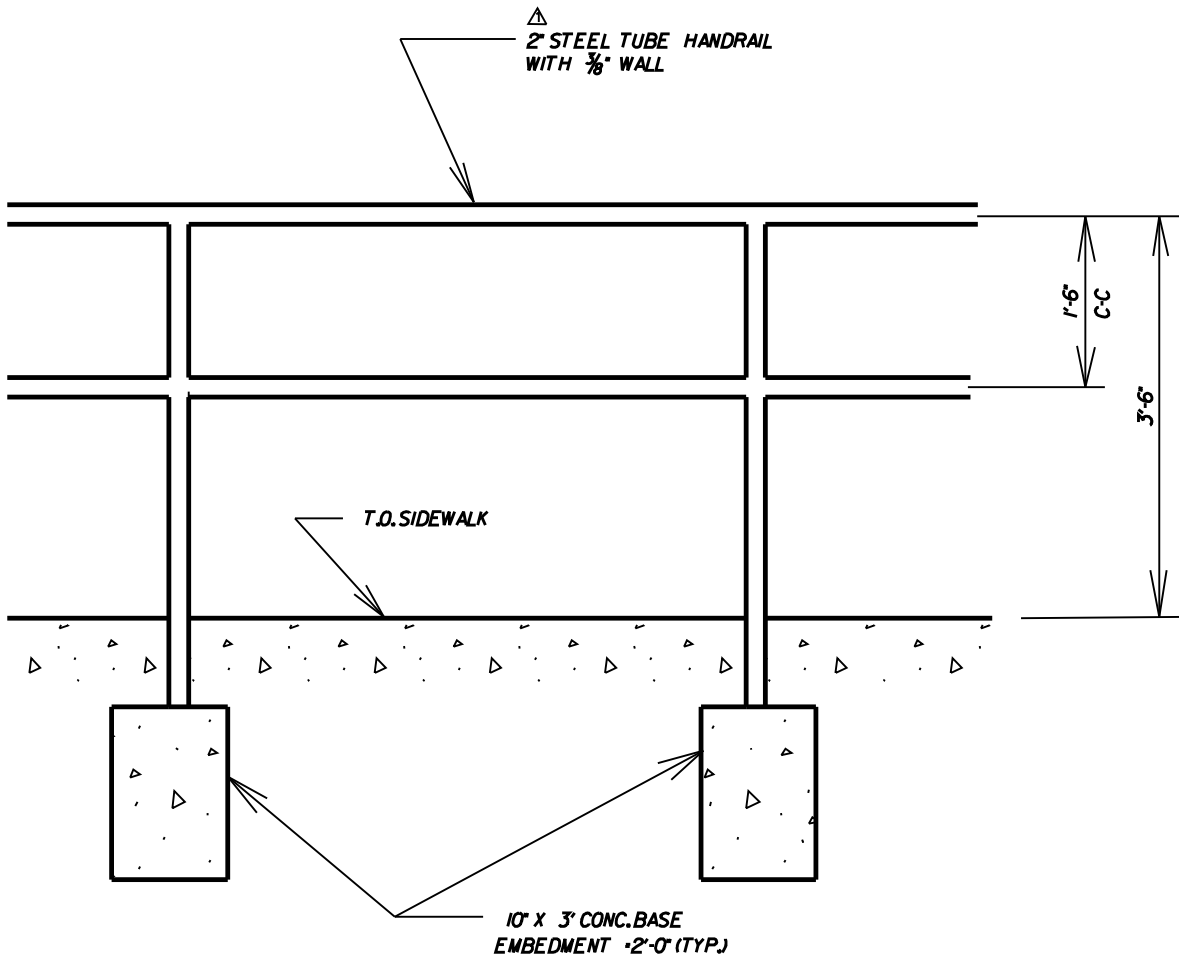 1
2" STEEL TUBE HANDRAIL
WITH 3/8" WALL
1'-6"
C-C
3'-6"
T.O. SIDEWALK
10" X 3' CONC. BASE
EMBEDMENT =2'-0" (TYP.)